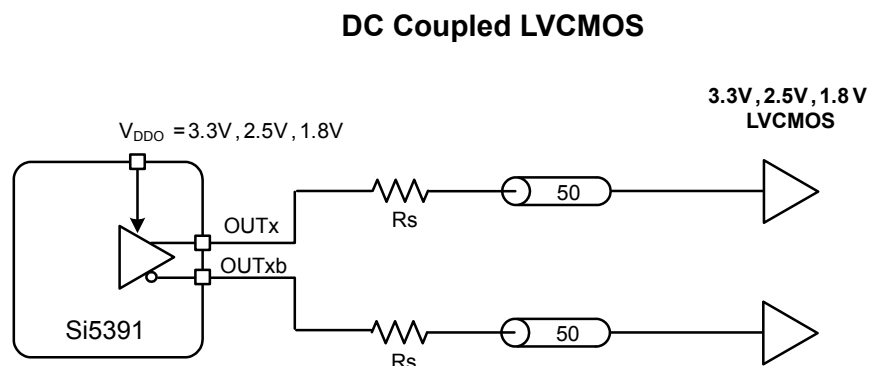 DC Coupled LVCMOS
3.3V, 2.5V, 1.8 V
LVCMOS
VDDO = 3.3V, 2.5V, 1.8V
50
Rs
OUTx
OUTxb
Si5391
50
Rs